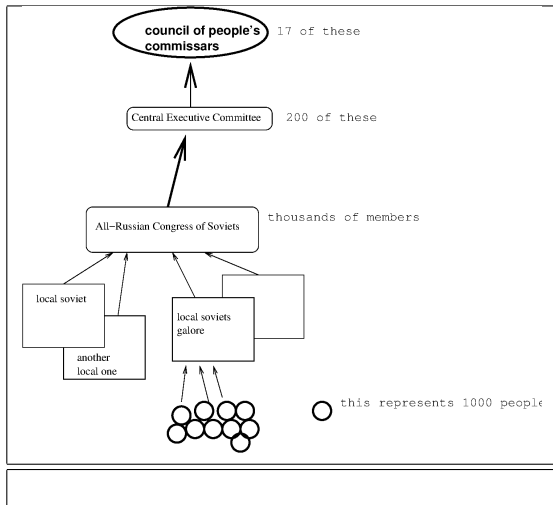 council of people's
commissars
17 of these
Central Executive Committee
200 of these
All-Russian Congress of Soviets
thousands of members
local soviet
another
local one
local soviets
galore
this represents 1000 people